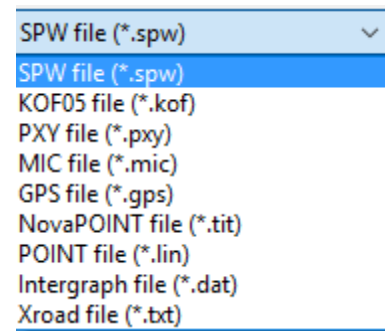 SPW file (*.spw)
SPW file (*.spw)
KOF05 file (*.kof)
PXY file (*.pxy)
MIC file (*.mic)
GPS file (*.gps)
NovaPOINT file (*.tit)
POINT file (*.lin)
Intergraph file (*.dat)
Xroad file (*.txt)